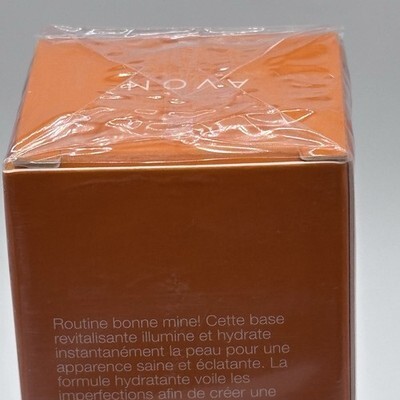 AVON
Routine bonne mine! Cette base
revitalisante illumine et hydrate
instantanément la peau pour une
apparence saine et éclatante. La
formule hydratante voile les
imperfections afin de créer une